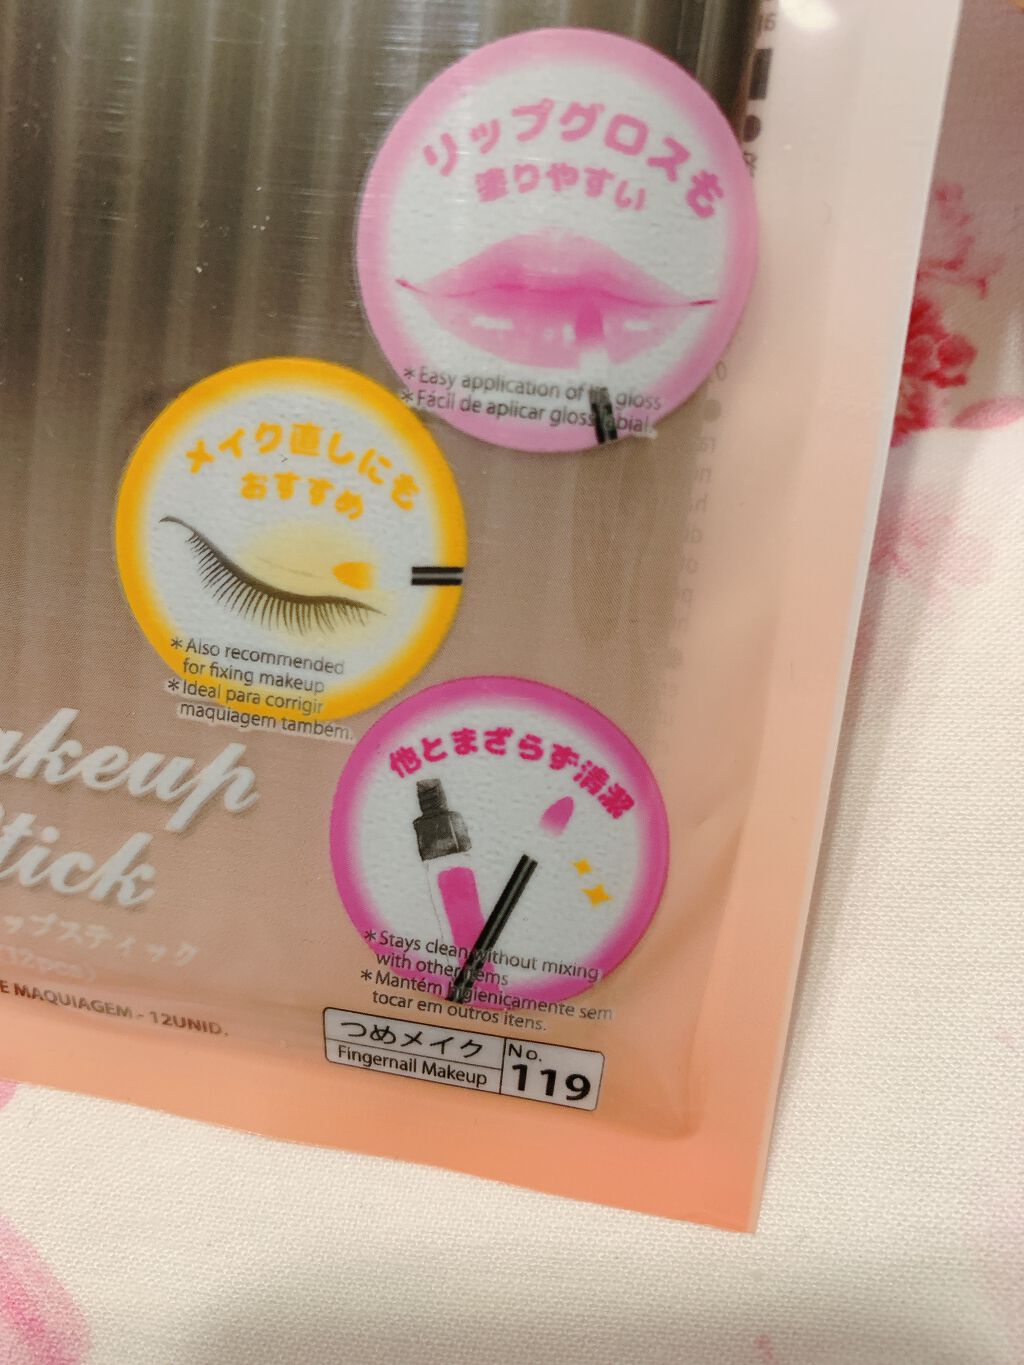 リップグロスも
塗りやすい
＊Easy application of lip gloss
＊Fácil de aplicar gloss labial.
メイク直しにも
おすすめ
＊Also recommended
for fixing makeup
＊Ideal para corrigir
maquiagem também.
他とまざらず清潔
＊Stays clean without mixing
with other items
＊Mantém higienicamente sem
tocar em outros itens.
akeup
tick
ップスティック
(12pcs)
E MAQUIAGEM - 12UNID.
つめメイク
Fingernail Makeup
No.
119